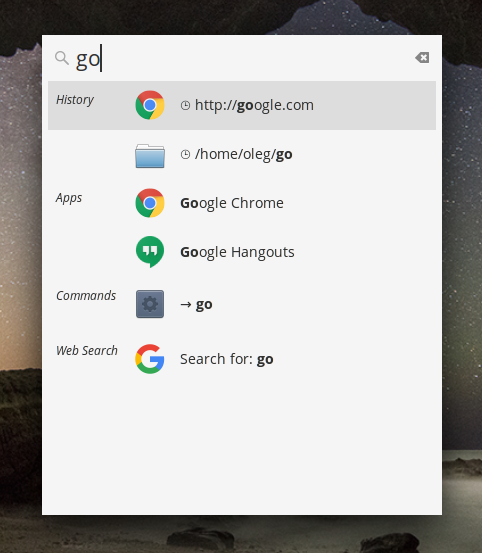 go
History
http://google.com
/home/oleg/go
Apps
Google Chrome
Google Hangouts
Commands
→ go
Web Search
Search for: go